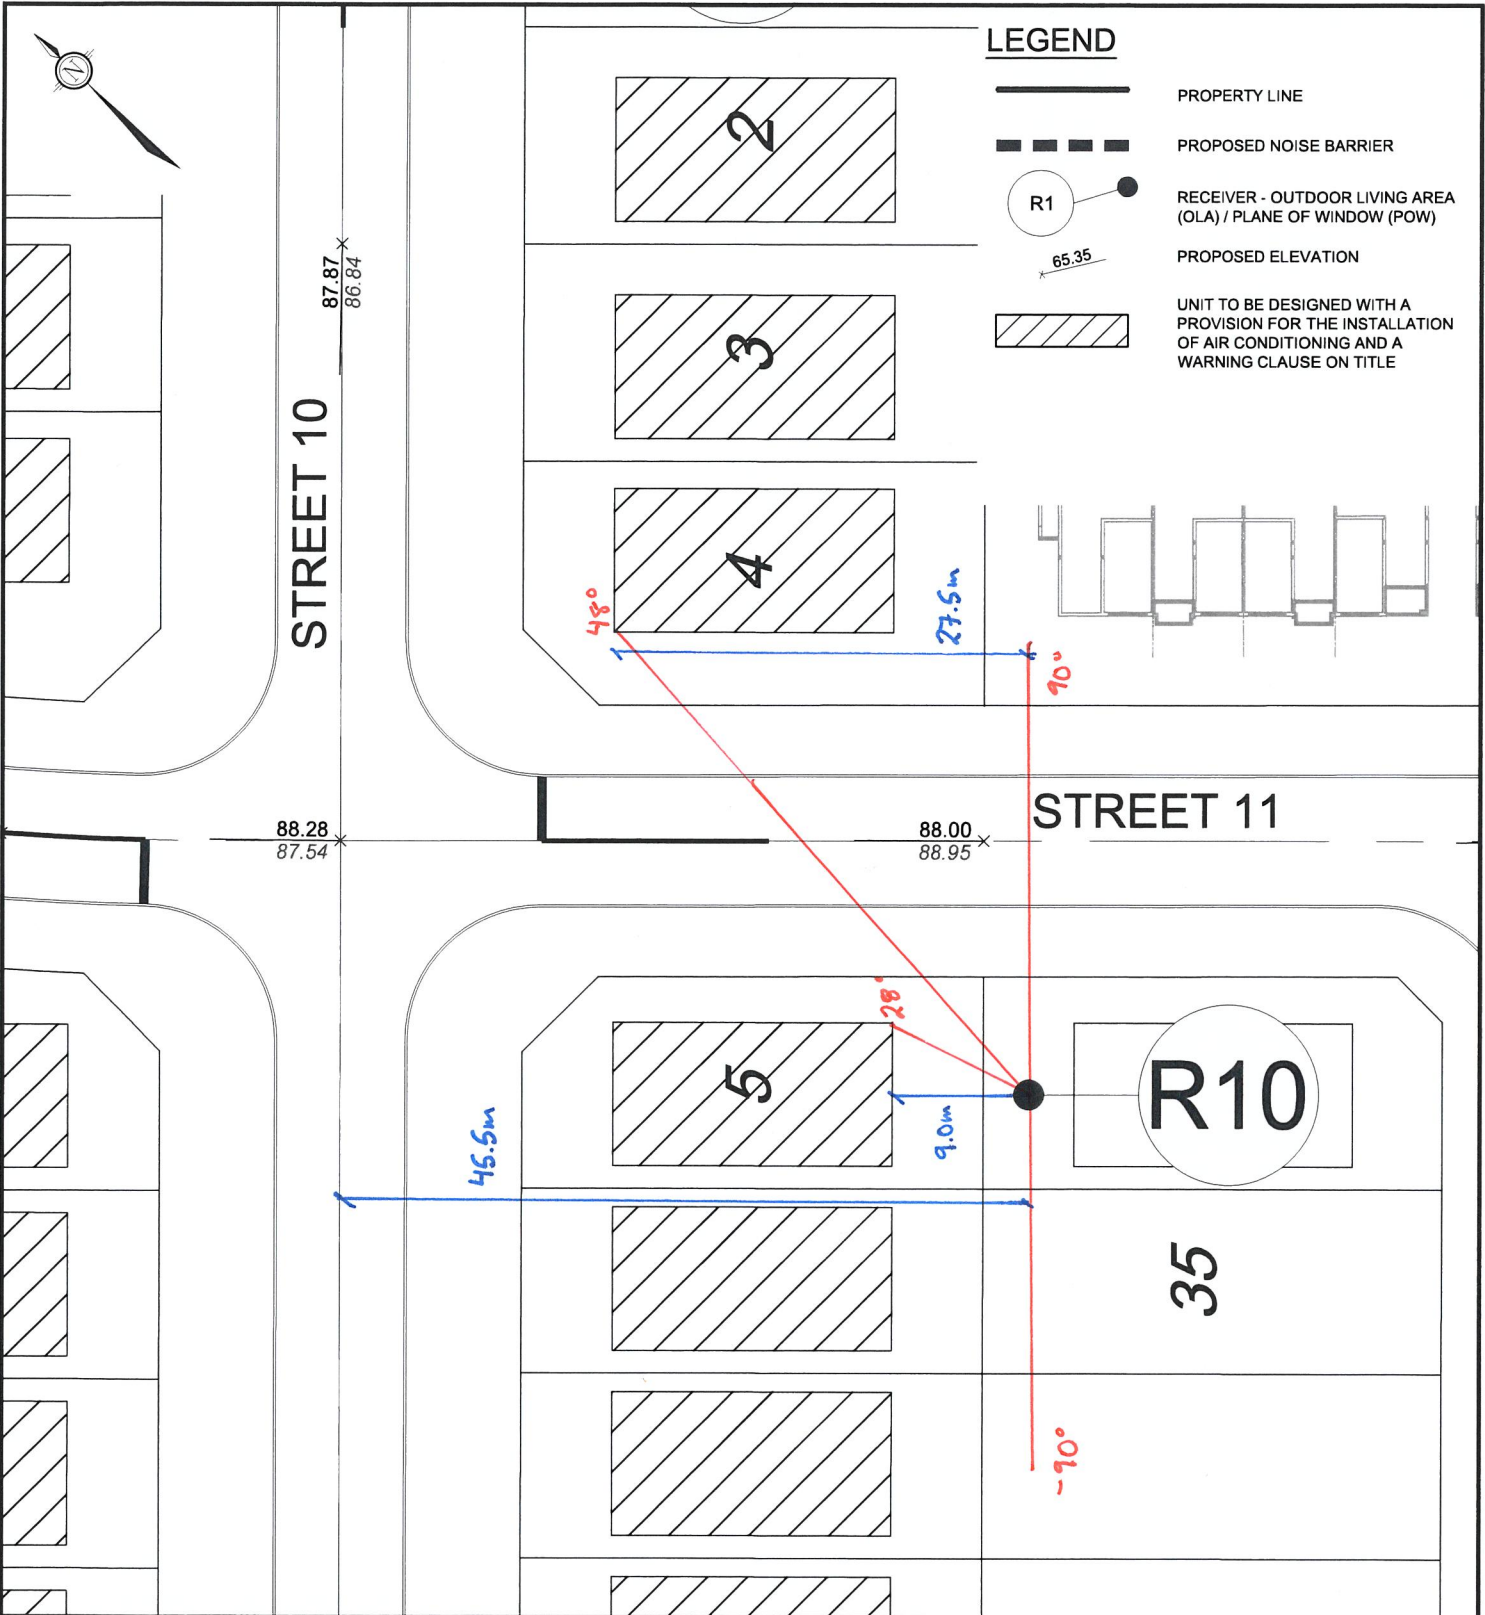 N
LEGEND
PROPERTY LINE
PROPOSED NOISE BARRIER
R1
RECEIVER - OUTDOOR LIVING AREA
(OLA) / PLANE OF WINDOW (POW)
65.35
PROPOSED ELEVATION
UNIT TO BE DESIGNED WITH A
PROVISION FOR THE INSTALLATION
OF AIR CONDITIONING AND A
WARNING CLAUSE ON TITLE
2
87.87
86.84
3
STREET 10
4
48°
27.5m
90°
STREET 11
88.28
87.54
88.00
88.95
28°
5
9.0m
R10
45.5m
35
-90°